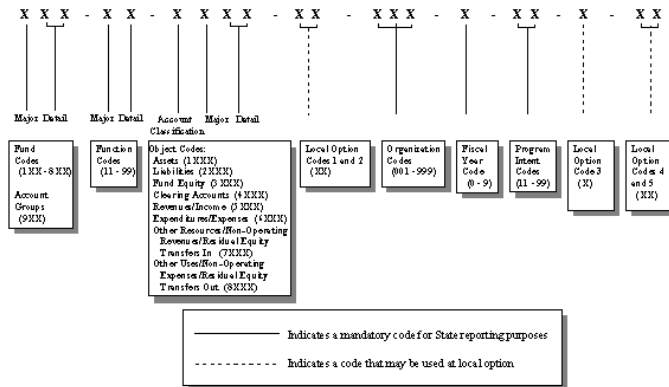 X X X - X X - X X X X - X X - X X X - X - X X - X - X X
Major Detail Major Detail Account Major Detail
Classification
Fund
Codes
(1XX - 8XX)
Account
Groups
(9XX)
Function
Codes
(11 - 99)
Object Codes:
Assets (1XXX)
Liabilities (2XXX)
Fund Equity (3XXX)
Clearing Accounts (4XXX)
Revenues/Income (5XXX)
Expenditures/Expenses (6XXX)
Other Resources/Non-Operating
Revenues/Residual Equity
Transfers In (7XXX)
Other Uses/Non-Operating
Expenses/Residual Equity
Transfers Out (8XXX)
Local Option
Codes 1 and 2
(XX)
Organization
Codes
(001 - 999)
Fiscal
Year
Code
(0 - 9)
Program
Intent
Codes
(11 - 99)
Local
Option
Code 3
(X)
Local
Option
Codes 4
and 5
(XX)
Indicates a mandatory code for State reporting purposes
Indicates a code that may be used at local option